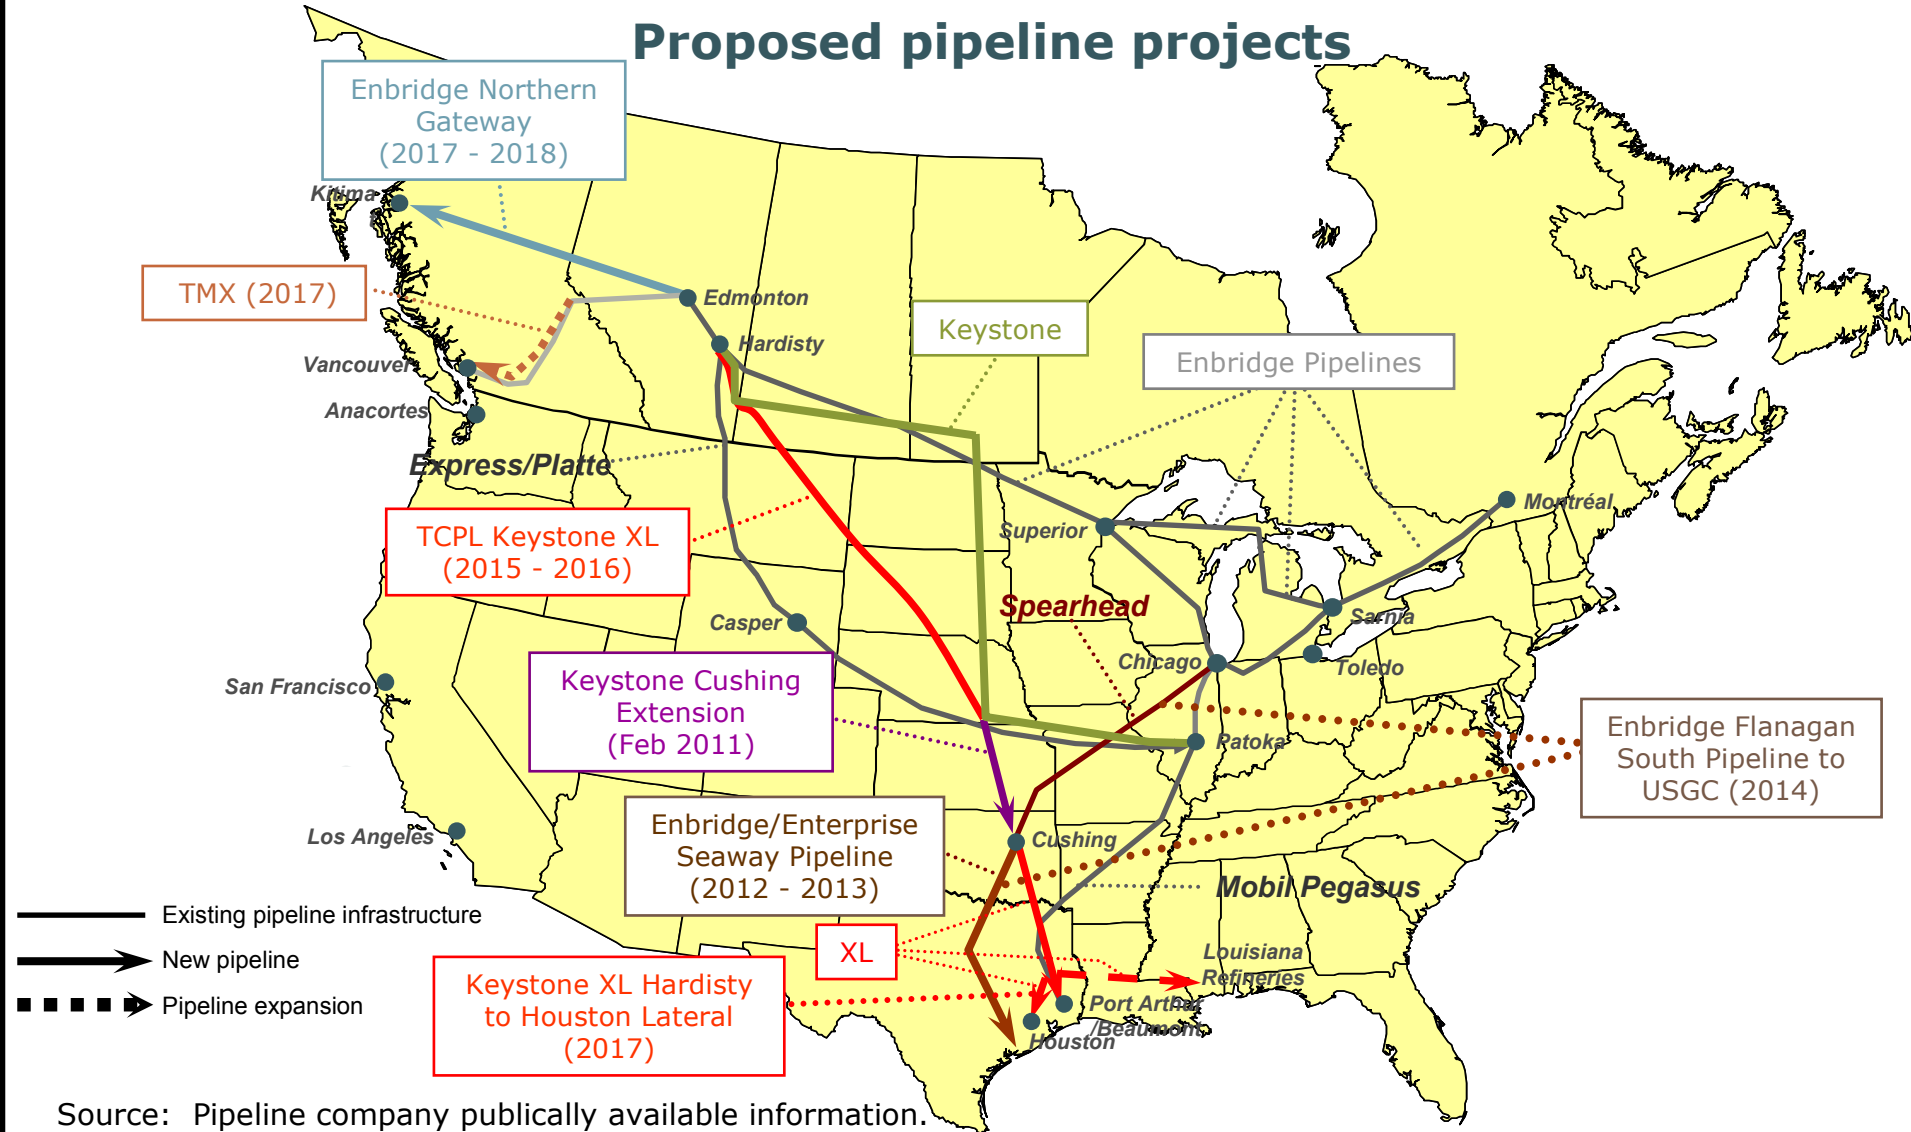 Proposed pipeline projects
Enbridge Northern
Gateway
(2017 - 2018)
Kitima
t
TMX (2017)
Edmonton
Hardisty
Keystone
Enbridge Pipelines
Vancouver
Anacortes
Express/Platte
Montréal
Superior
TCPL Keystone XL
(2015 - 2016)
Spearhead
Casper
Sarnia
Chicago
Toledo
San Francisco
Keystone Cushing
Extension
(Feb 2011)
Patoka
Enbridge Flanagan
South Pipeline to
USGC (2014)
Los Angeles
Enbridge/Enterprise
Seaway Pipeline
(2012 - 2013)
Cushing
Mobil Pegasus
Existing pipeline infrastructure
New pipeline
Pipeline expansion
XL
Louisiana
Refineries
Keystone XL Hardisty
to Houston Lateral
(2017)
Port Arthur
/Beaumont
Houston
Source: Pipeline company publically available information.